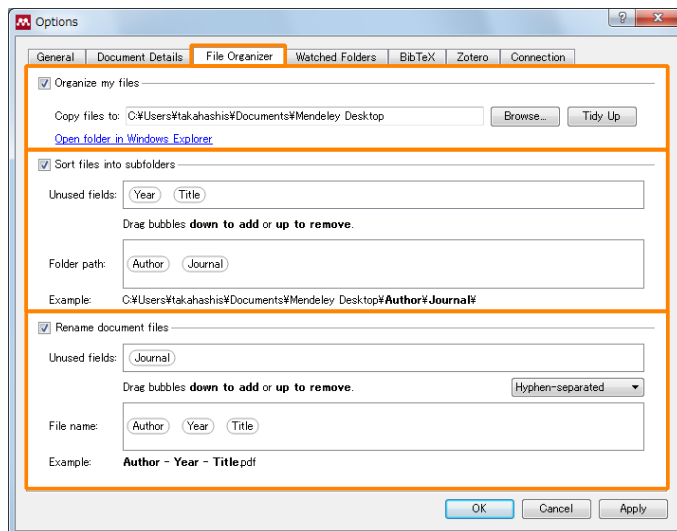 Options
General Document Details File Organizer Watched Folders BibTeX Zotero Connection
Organize my files
Copy files to: C:¥Users¥takahashis¥Documents¥Mendeley Desktop Browse... Tidy Up
Open folder in Windows Explorer
Sort files into subfolders
Unused fields: Year Title
Drag bubbles down to add or up to remove.
Folder path: Author Journal
Example: C:¥Users¥takahashis¥Documents¥Mendeley Desktop¥Author¥Journal¥
Rename document files
Unused fields: Journal
Drag bubbles down to add or up to remove. Hyphen-separated
File name: Author Year Title
Example: Author - Year - Title.pdf
OK Cancel Apply